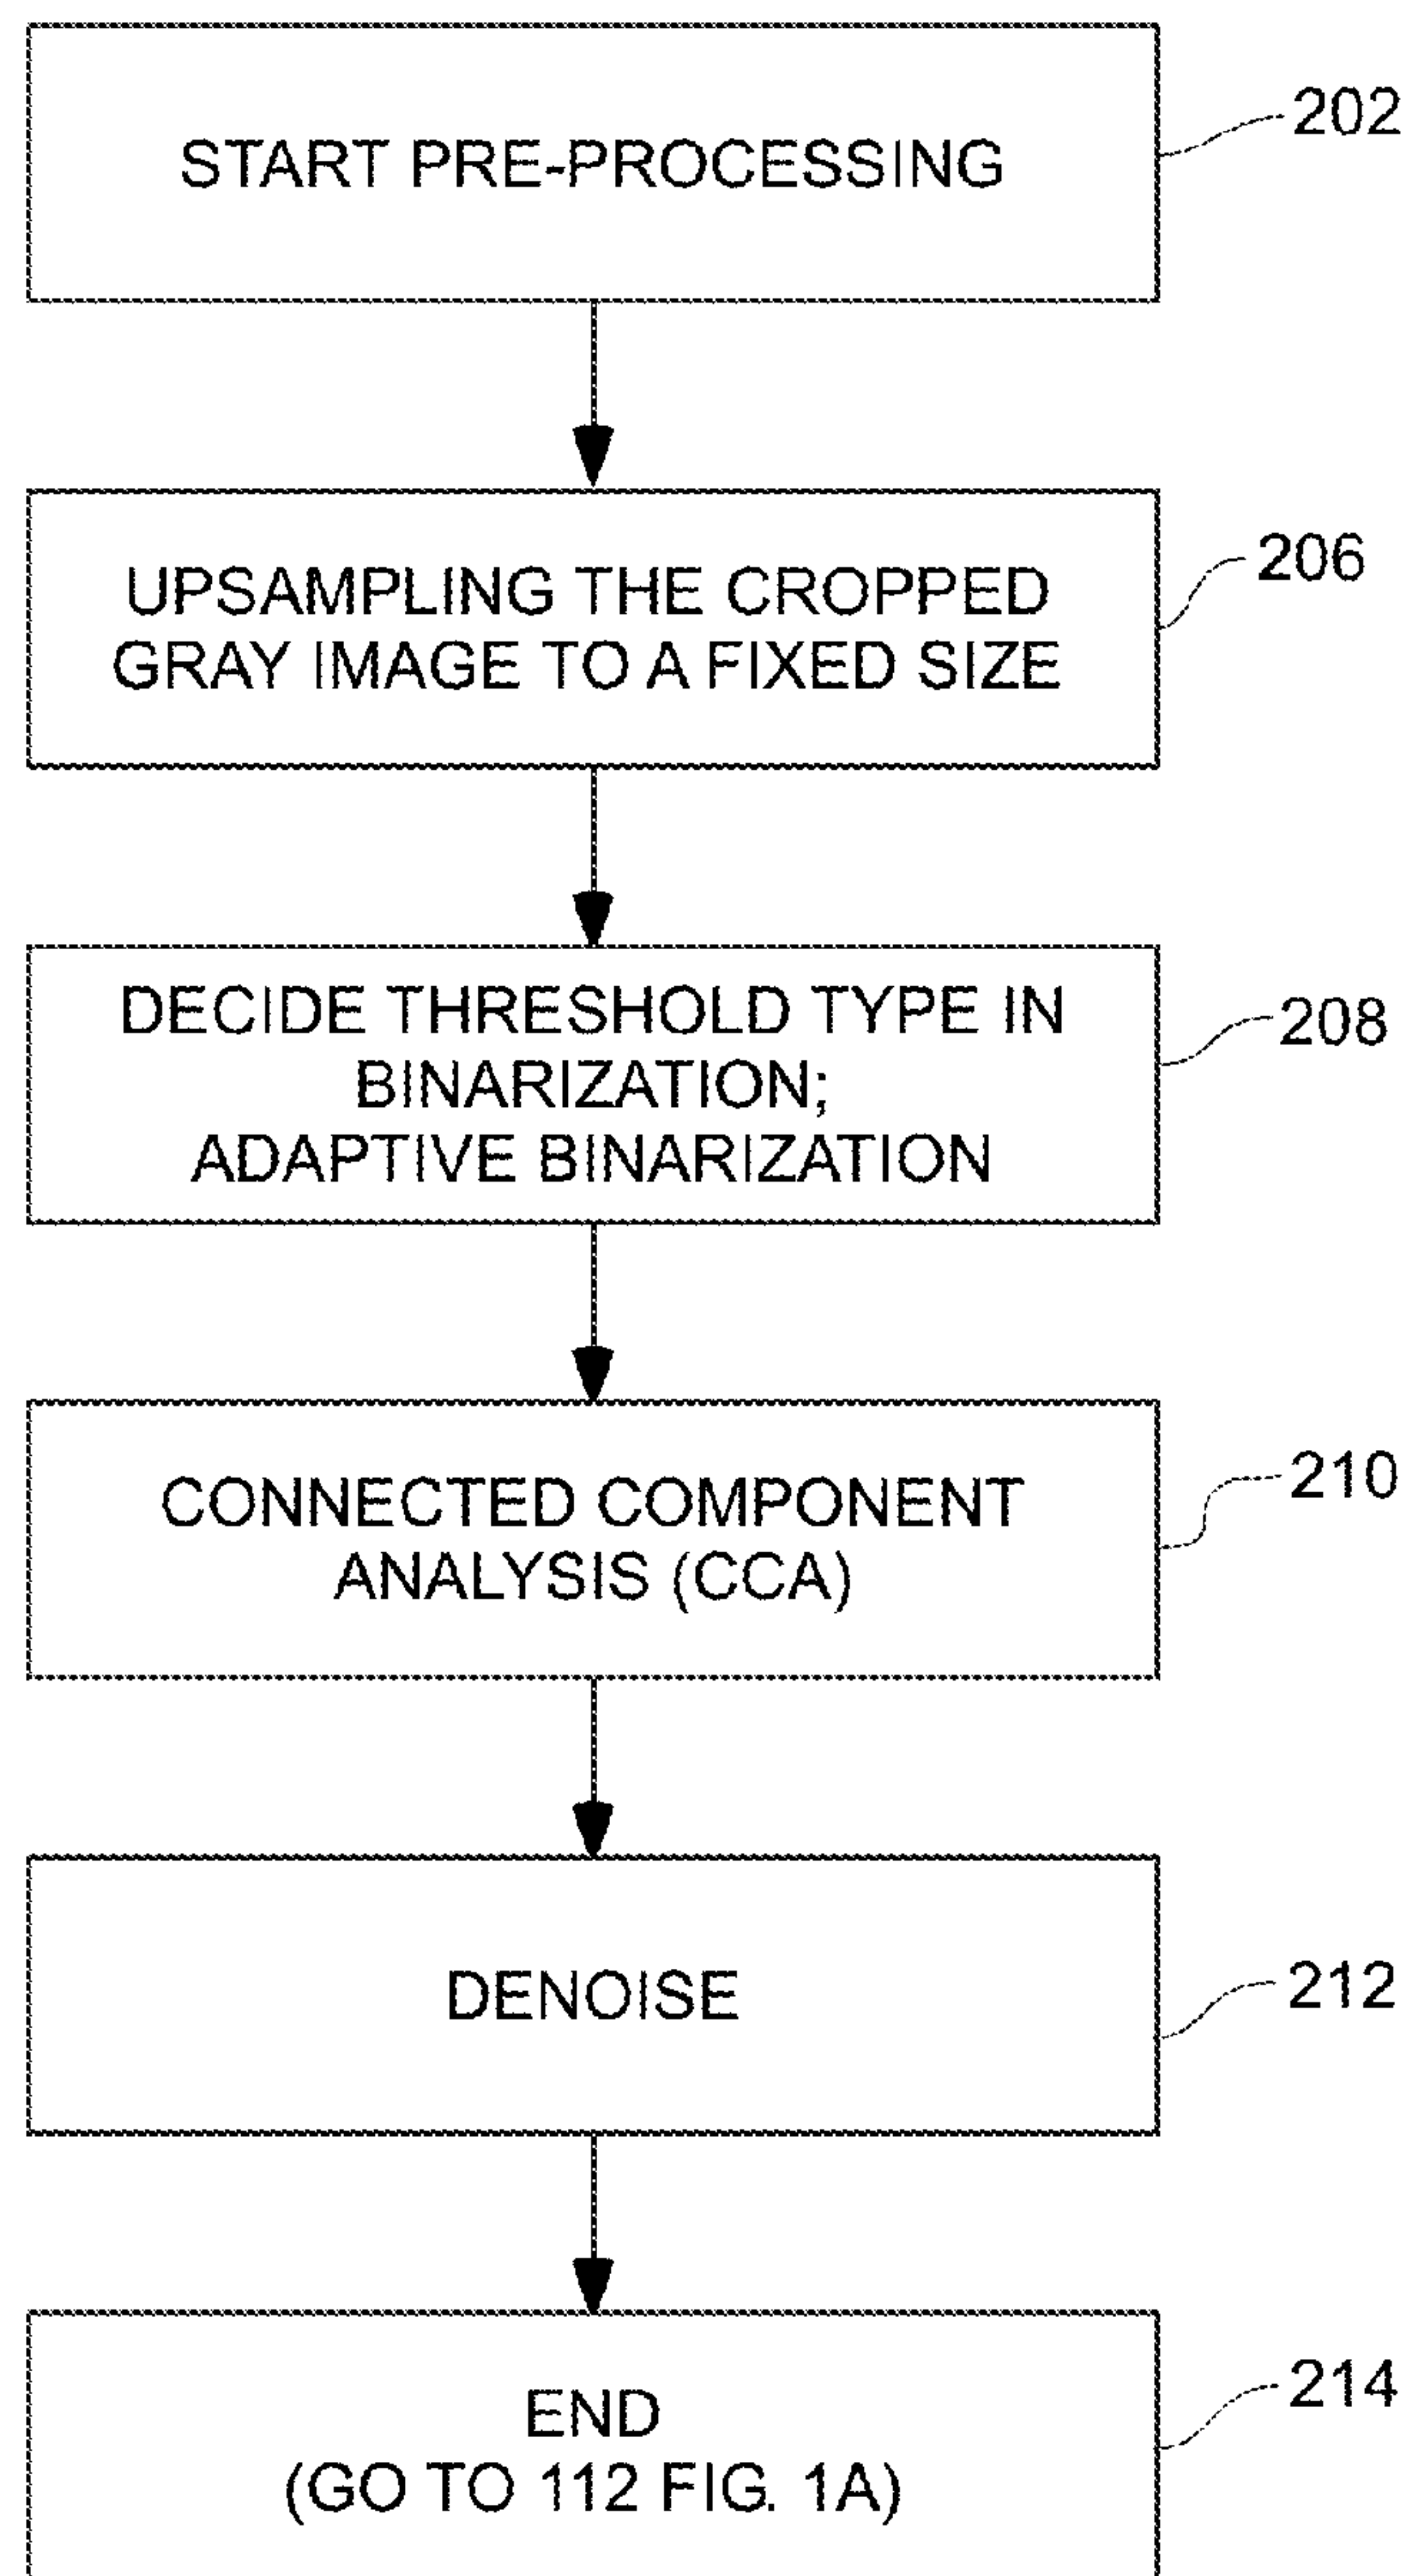 START PRE-PROCESSING
202
UPSAMPLING THE CROPPED
GRAY IMAGE TO A FIXED SIZE
206
DECIDE THRESHOLD TYPE IN
BINARIZATION;
ADAPTIVE BINARIZATION
208
CONNECTED COMPONENT
ANALYSIS (CCA)
210
DENOISE
212
END
(GO TO 112 FIG. 1A)
214